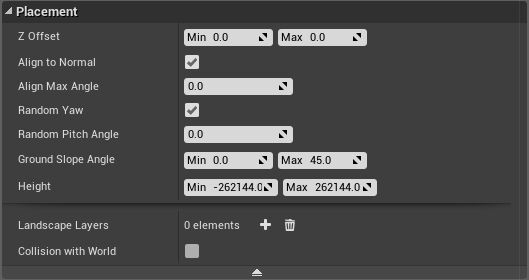 Placement
Z Offset Min 0.0 Max 0.0
Align to Normal
Align Max Angle 0.0
Random Yaw
Random Pitch Angle 0.0
Ground Slope Angle Min 0.0 Max 45.0
Height Min -262144.0 Max 262144.0
Landscape Layers 0 elements
Collision with World